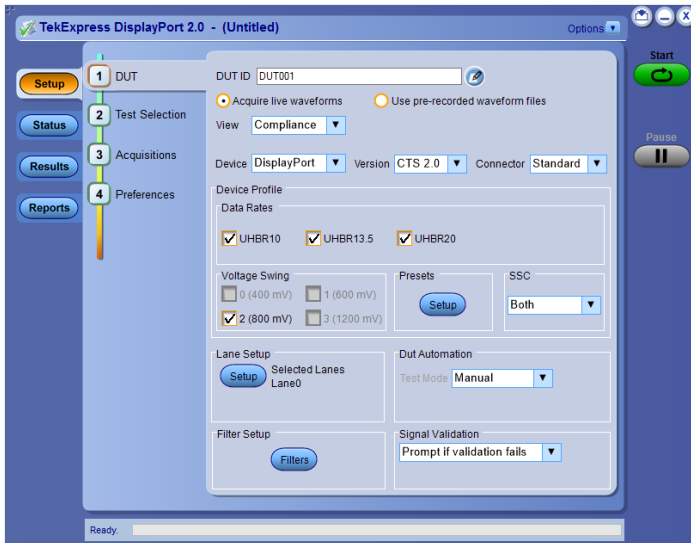 TekExpress DisplayPort 2.0 - (Untitled)
Options
Start
Setup
Status
Results
Reports
1 DUT
2 Test Selection
3 Acquisitions
4 Preferences
DUT ID DUT001
Acquire live waveforms Use pre-recorded waveform files
View Compliance
Pause
Device DisplayPort Version CTS 2.0 Connector Standard
Device Profile
Data Rates
UHBR10 UHBR13.5 UHBR20
Voltage Swing
0 (400 mV) 1 (600 mV)
2 (800 mV) 3 (1200 mV)
Presets
Setup
SSC
Both
Lane Setup
Setup Selected Lanes
Lane0
Dut Automation
Test Mode Manual
Filter Setup
Filters
Signal Validation
Prompt if validation fails
Ready.